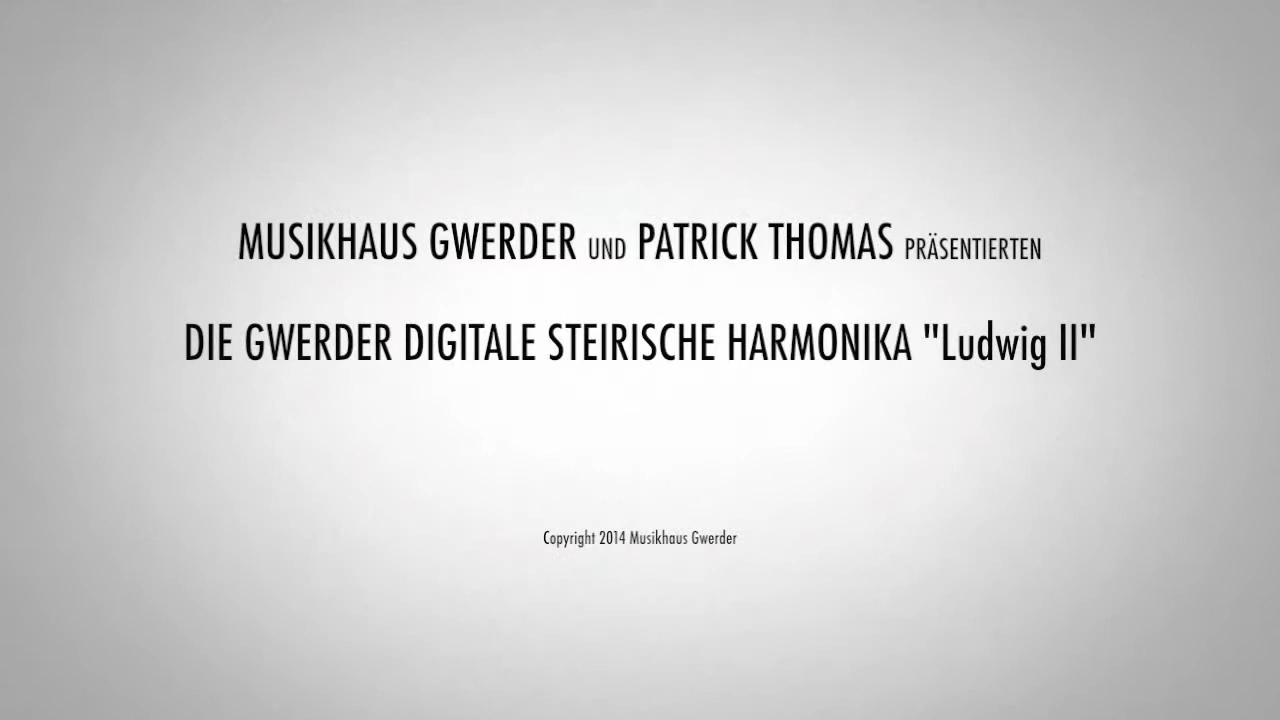 MUSIKHAUS GWERDER UND PATRICK THOMAS PRÄSENTIERTEN
DIE GWERDER DIGITALE STEIRISCHE HARMONIKA "Ludwig II"
Copyright 2014 Musikhaus Gwerder